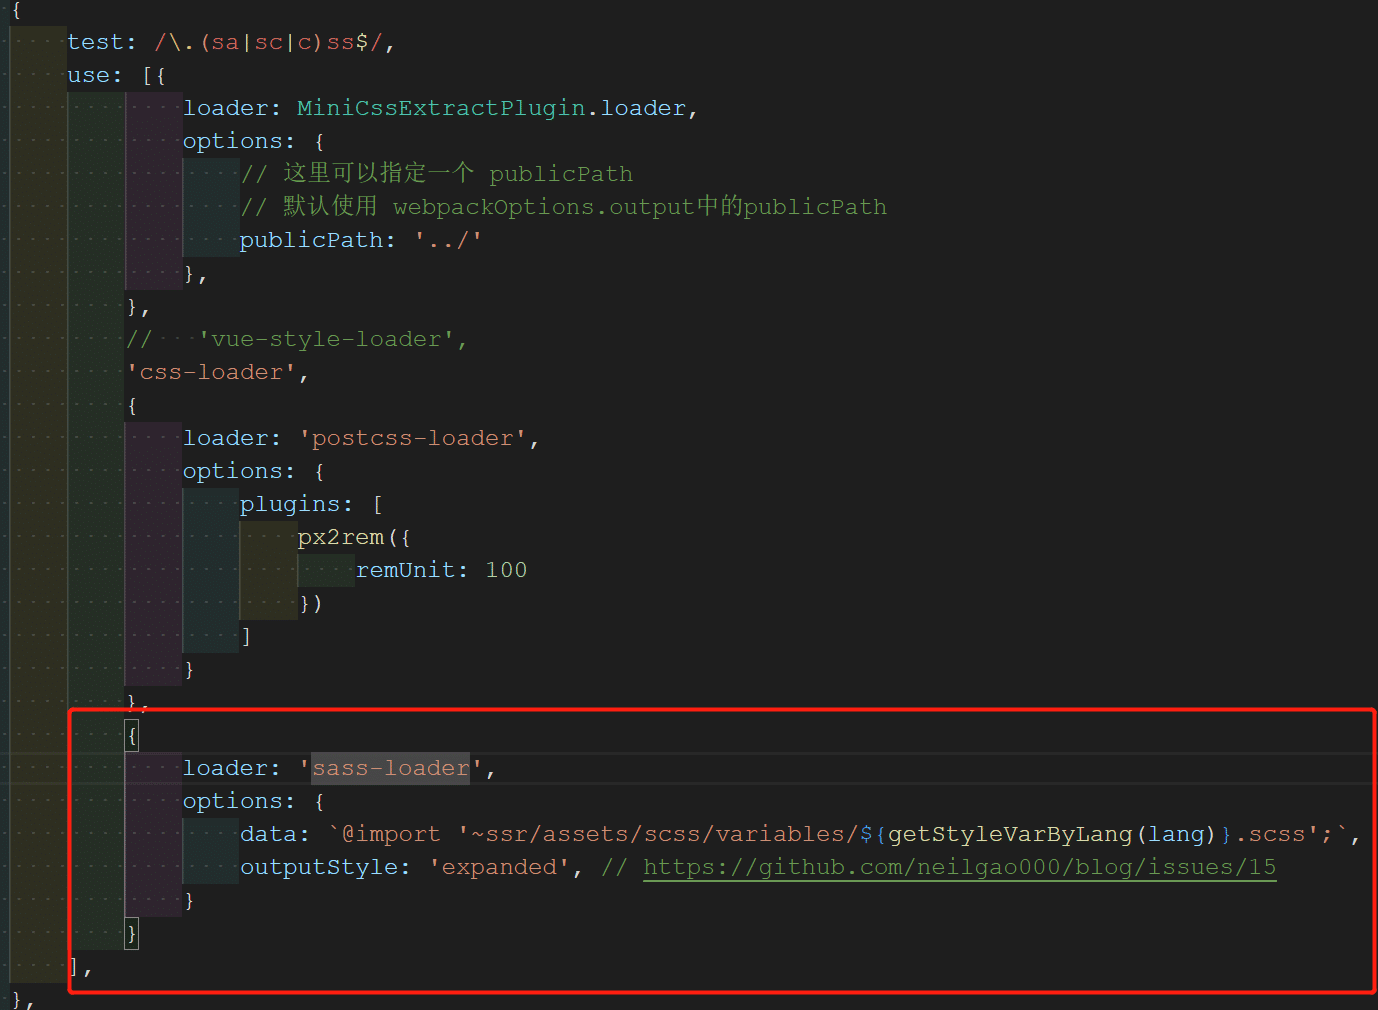 {
test: /\.(sa|sc|c)ss$/,
use: [{
loader: MiniCssExtractPlugin.loader,
options: {
// 这里可以指定一个 publicPath
// 默认使用 webpackOptions.output中的publicPath
publicPath: '../'
},
},
//   'vue-style-loader',
'css-loader',
{
loader: 'postcss-loader',
options: {
plugins: [
px2rem({
remUnit: 100
})
]
}
},
{
loader: 'sass-loader',
options: {
data: `@import '~ssr/assets/scss/variables/${getStyleVarByLang(lang)}.scss';`,
outputStyle: 'expanded', // https://github.com/neilgao000/blog/issues/15
}
}
],
},